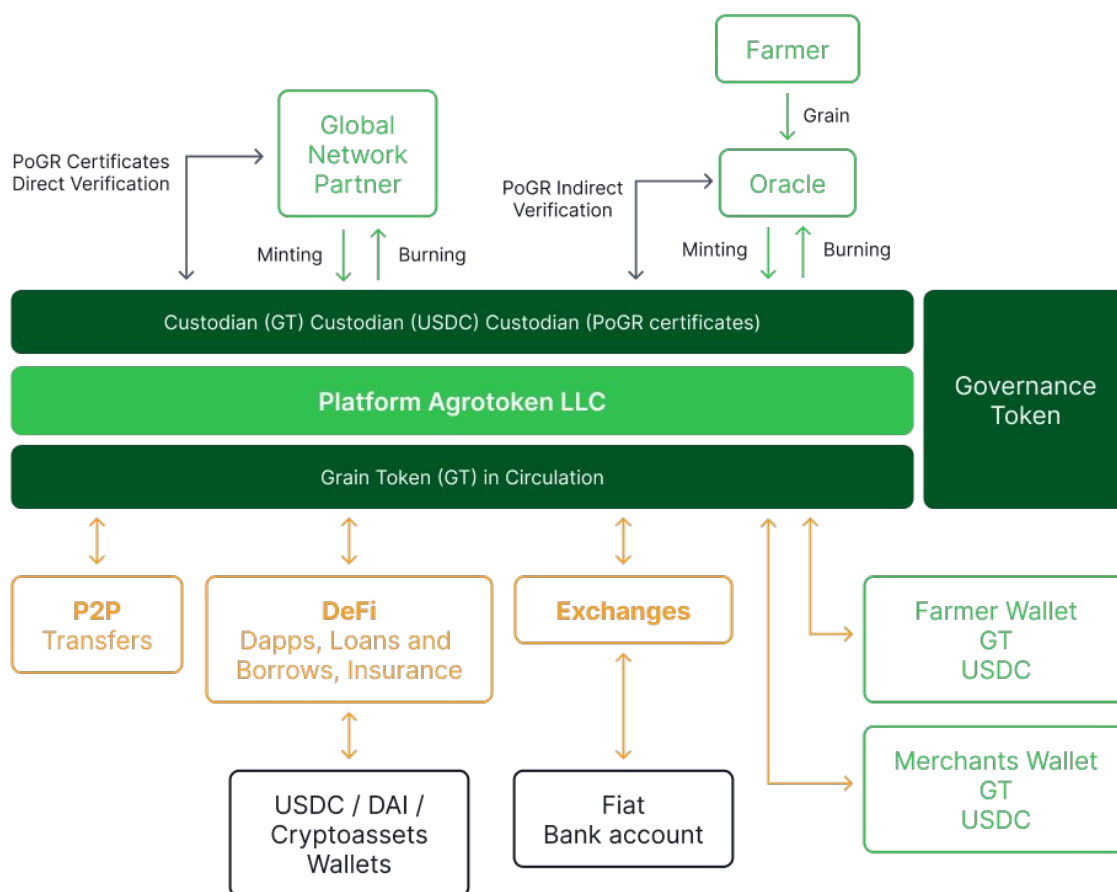 Farmer
Grain
Global
Network
Partner
PoGR Certificates
Direct Verification
PoGR Indirect
Verification
Oracle
Minting
Burning
Minting
Burning
Custodian (GT) Custodian (USDC) Custodian (PoGR certificates)
Platform Agrotoken LLC
Governance
Token
Grain Token (GT) in Circulation
P2P
Transfers
DeFi
Dapps, Loans and
Borrows, Insurance
Exchanges
Farmer Wallet
GT
USDC
Merchants Wallet
GT
USDC
USDC / DAI /
Cryptoassets
Wallets
Fiat
Bank account